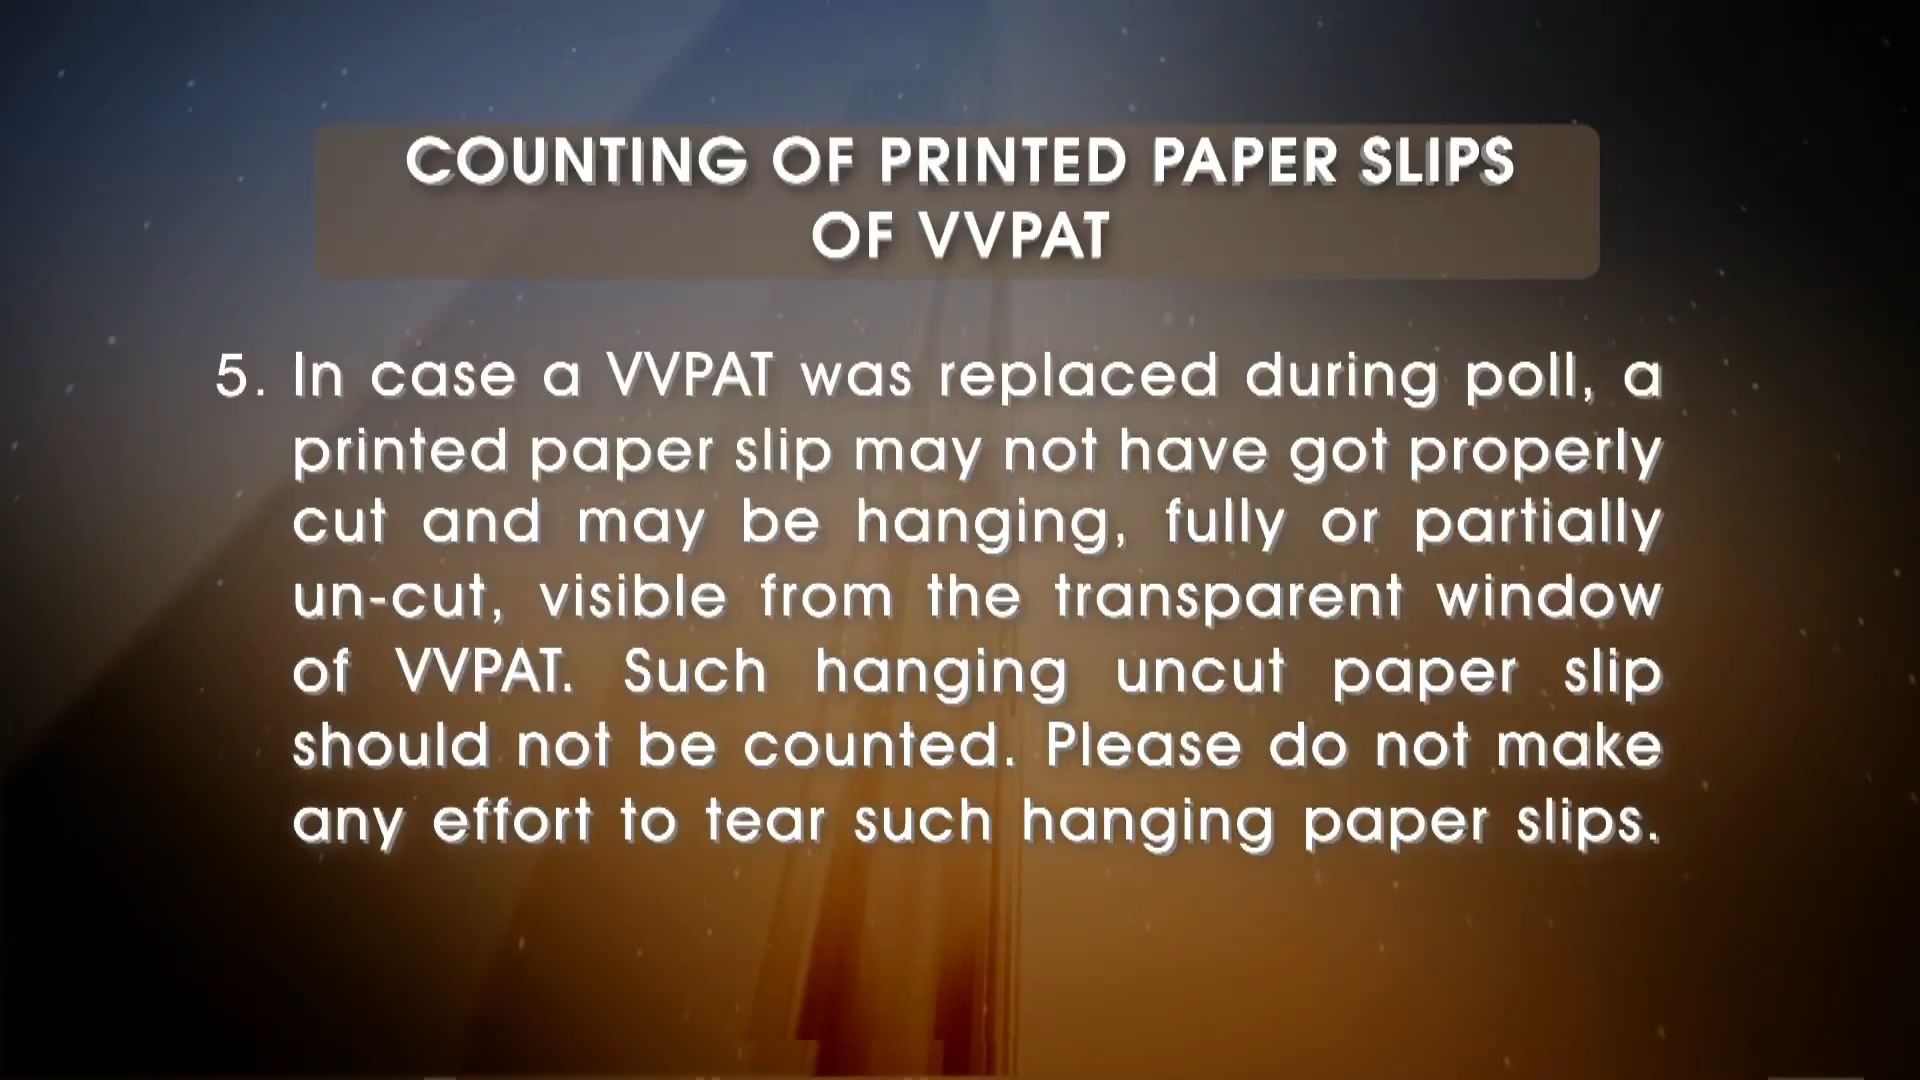 COUNTING OF PRINTED PAPER SLIPS
OF VVPAT
5. In case a VVPAT was replaced during poll, a
printed paper slip may not have got properly
cut and may be hanging, fully or partially
un-cut, visible from the transparent window
of VVPAT. Such hanging uncut paper slip
should not be counted. Please do not make
any effort to tear such hanging paper slips.